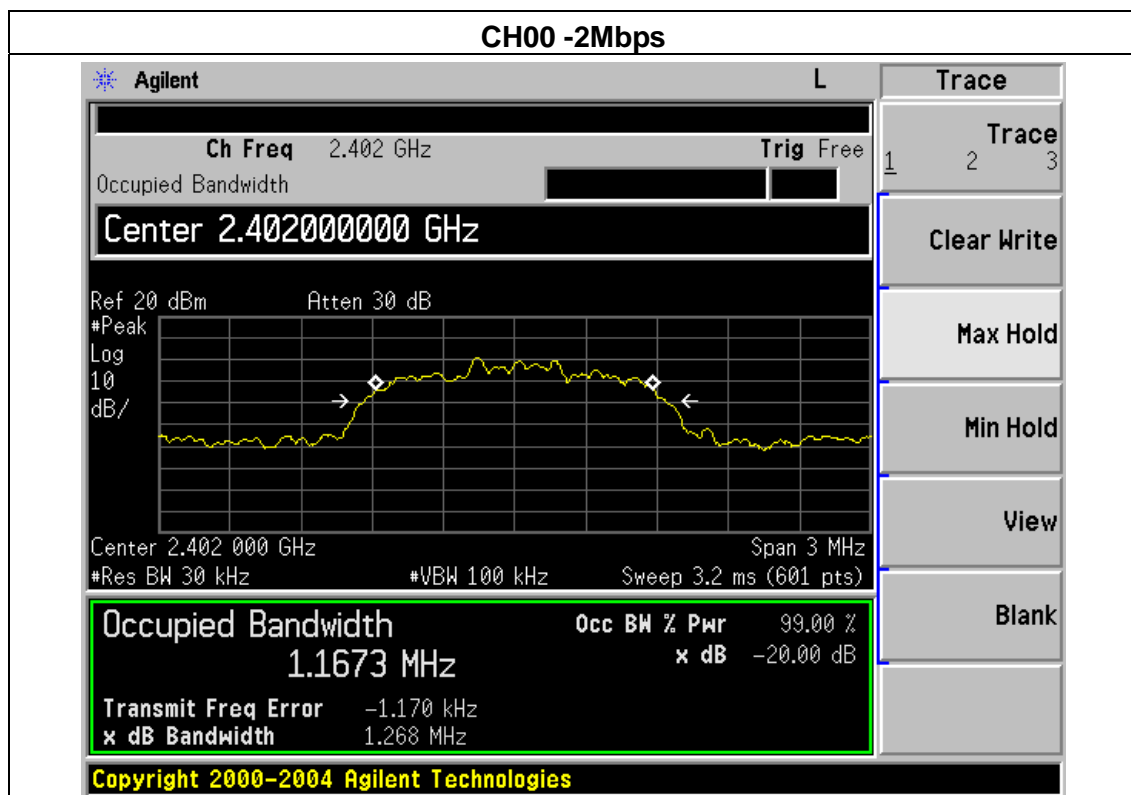 CH00 -2Mbps
Agilent L Trace
Ch Freq 2.402 GHz Trig Free
Occupied Bandwidth
Center 2.402000000 GHz
Ref 20 dBm Atten 30 dB
#Peak
Log
10
dB/
Center 2.402 000 GHz Span 3 MHz
#Res BW 30 kHz #VBW 100 kHz Sweep 3.2 ms (601 pts)
Occupied Bandwidth Occ BW % Pwr 99.00 %
1.1673 MHz x dB -20.00 dB
Transmit Freq Error -1.170 kHz
x dB Bandwidth 1.268 MHz
Copyright 2000-2004 Agilent Technologies
Trace
1 2 3
Clear Write
Max Hold
Min Hold
View
Blank